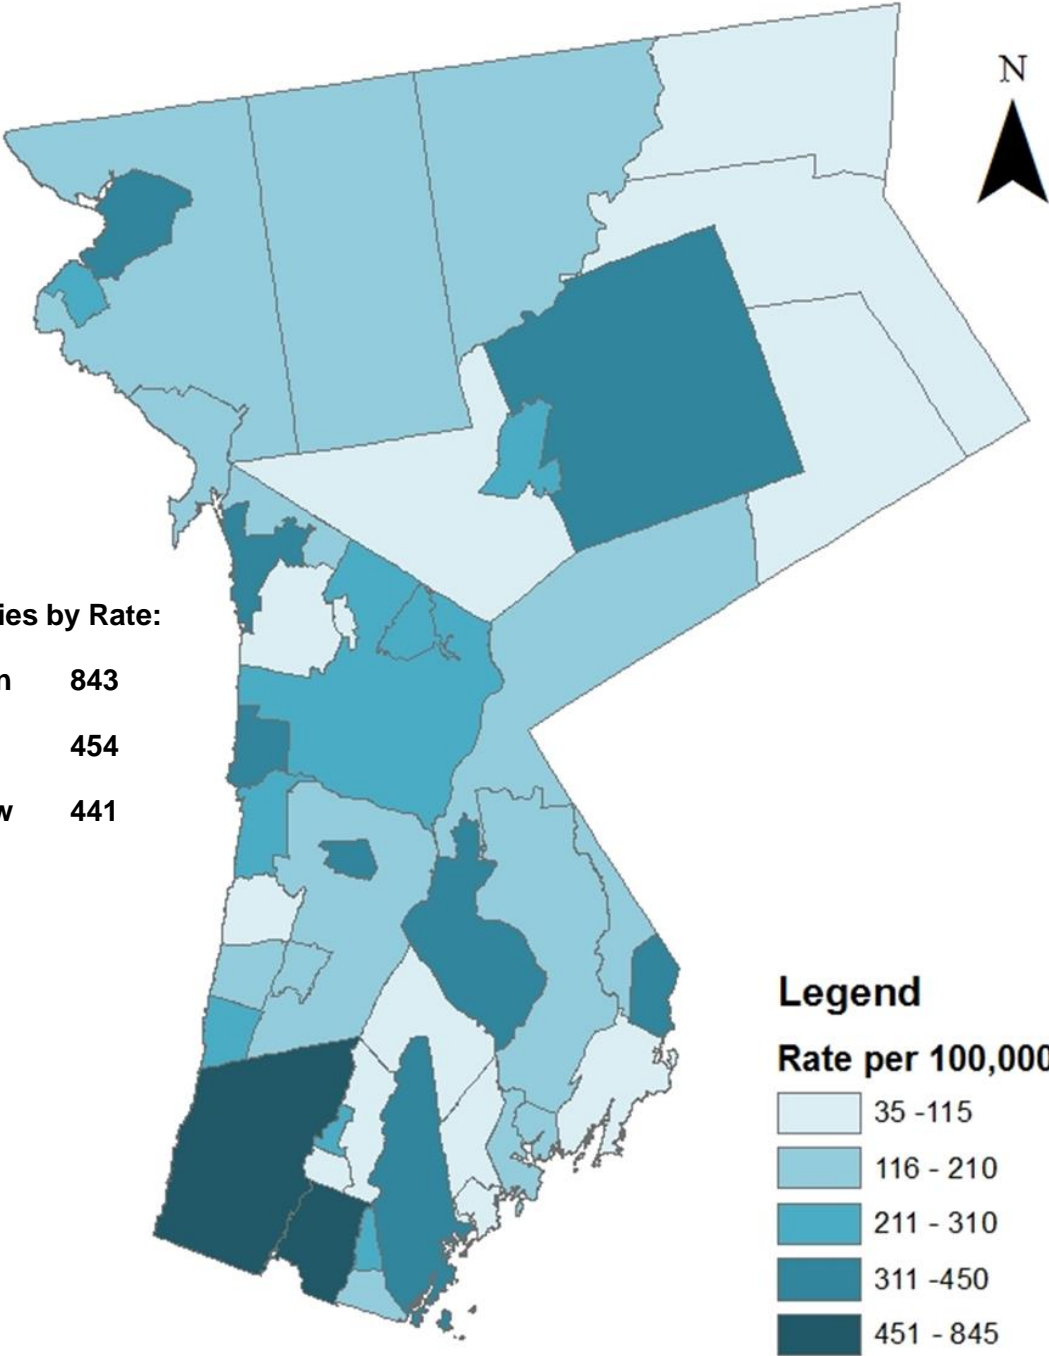 N
ies by Rate:
n 843
454
w 441
Legend
Rate per 100,000
35 -115
116 - 210
211 - 310
311 -450
451 - 845